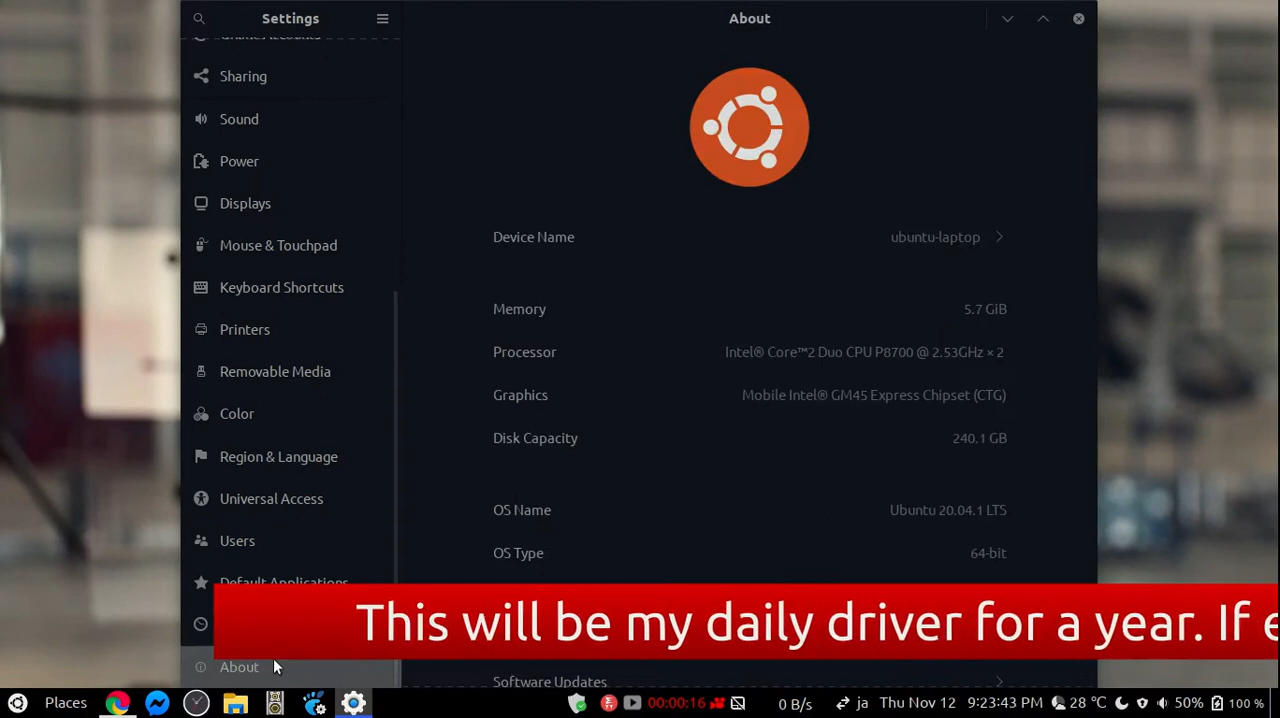 Settings
About
Online Accounts
Sharing
Sound
Power
Displays
Mouse & Touchpad
Keyboard Shortcuts
Printers
Removable Media
Color
Region & Language
Universal Access
Users
Default Applications
About
Device Name ubuntu-laptop
Memory 5.7 GiB
Processor Intel® Core™2 Duo CPU P8700 @ 2.53GHz × 2
Graphics Mobile Intel® GM45 Express Chipset (CTG)
Disk Capacity 240.1 GB
OS Name Ubuntu 20.04.1 LTS
OS Type 64-bit
This will be my daily driver for a year. If
Software Updates
Places 00:00:16 0 B/s ja Thu Nov 12 9:23:43 PM 28 °C 50% 100 %